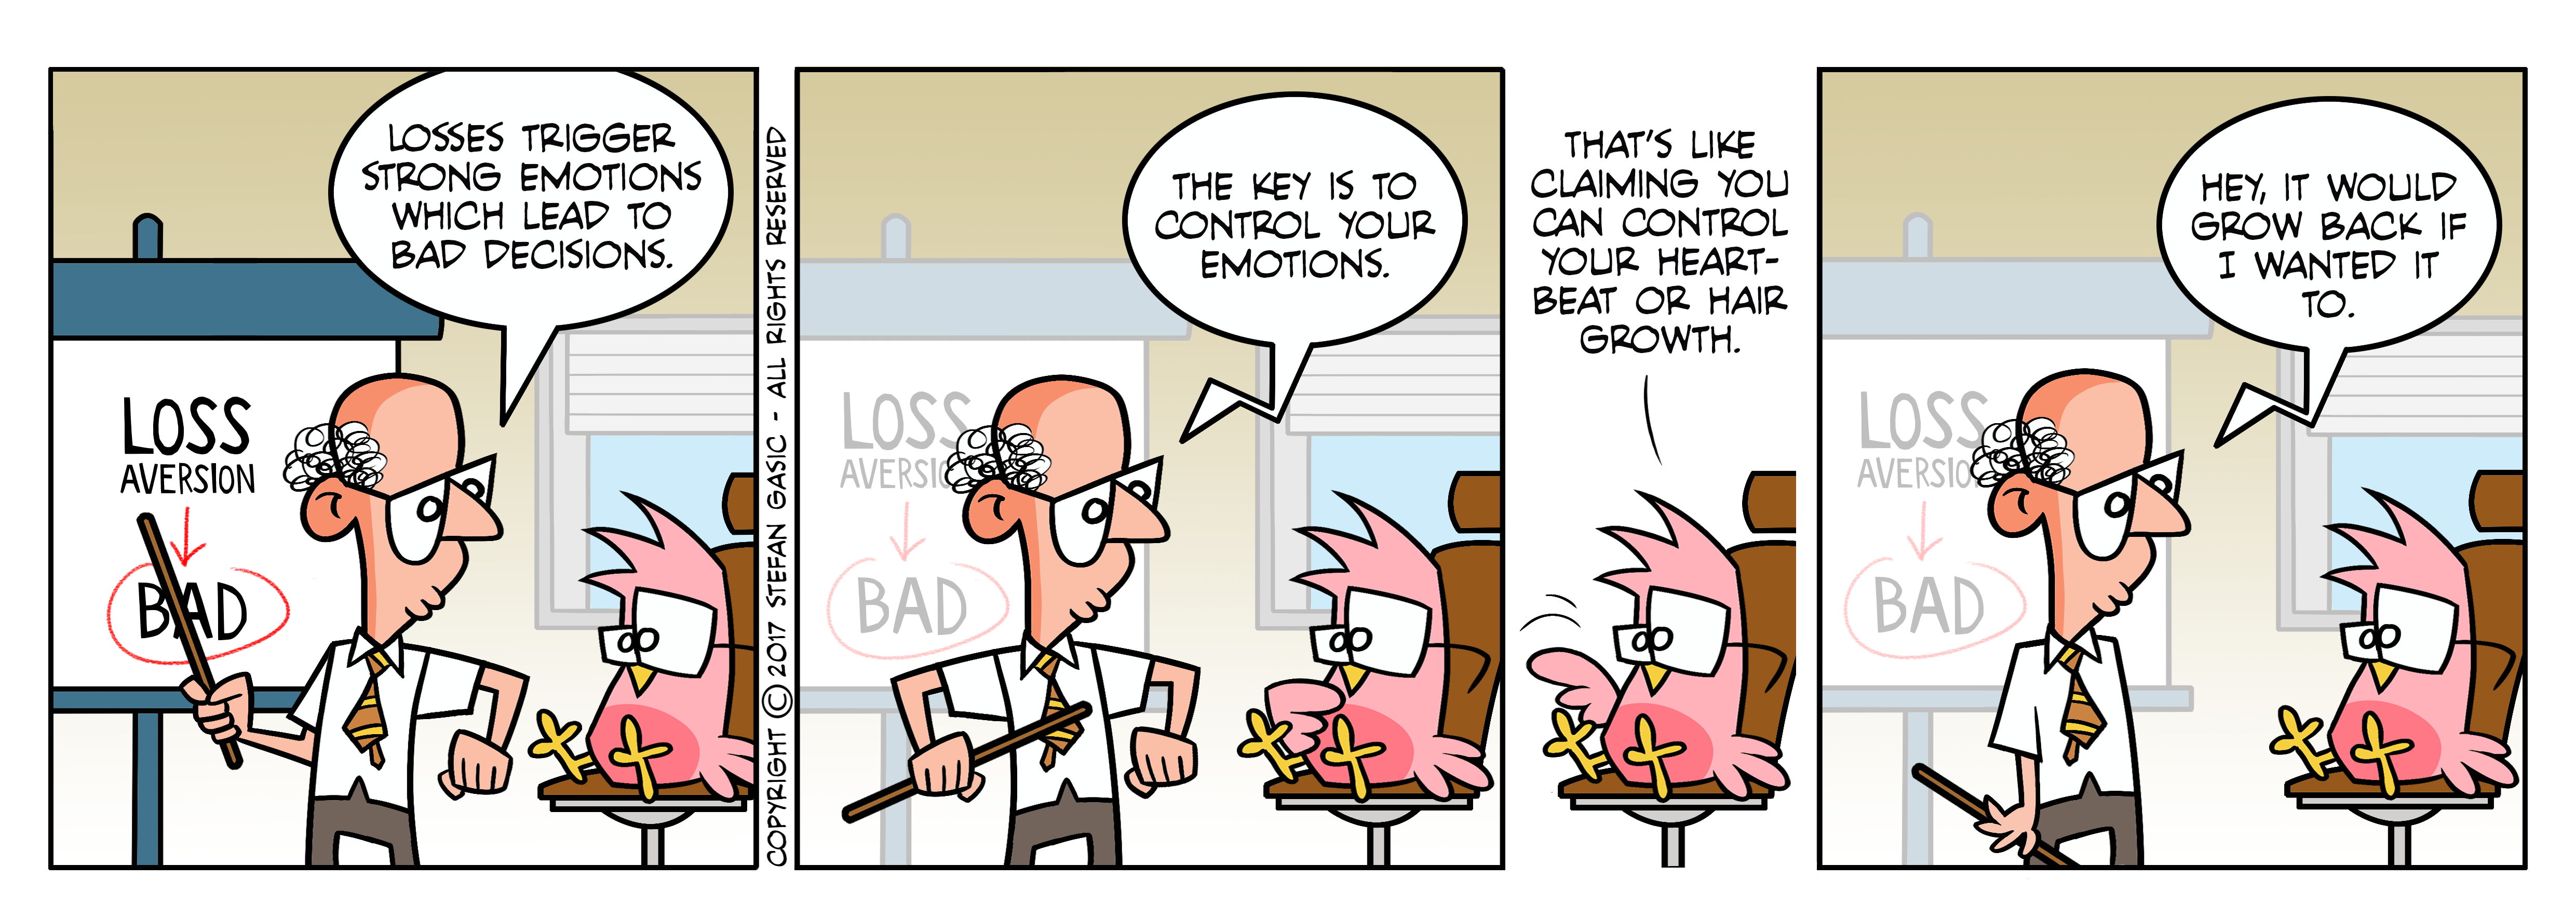 LOSSES TRIGGER
STRONG EMOTIONS
WHICH LEAD TO
BAD DECISIONS.
LOSS
AVERSION
BAD
COPYRIGHT © 2017 STEFAN GASIC - ALL RIGHTS RESERVED
THE KEY IS TO
CONTROL YOUR
EMOTIONS.
LOSS
AVERSIO
BAD
THAT'S LIKE
CLAIMING YOU
CAN CONTROL
YOUR HEART-
BEAT OR HAIR
GROWTH.
HEY, IT WOULD
GROW BACK IF
I WANTED IT
TO.
LOSS
AVERSIO
BAD